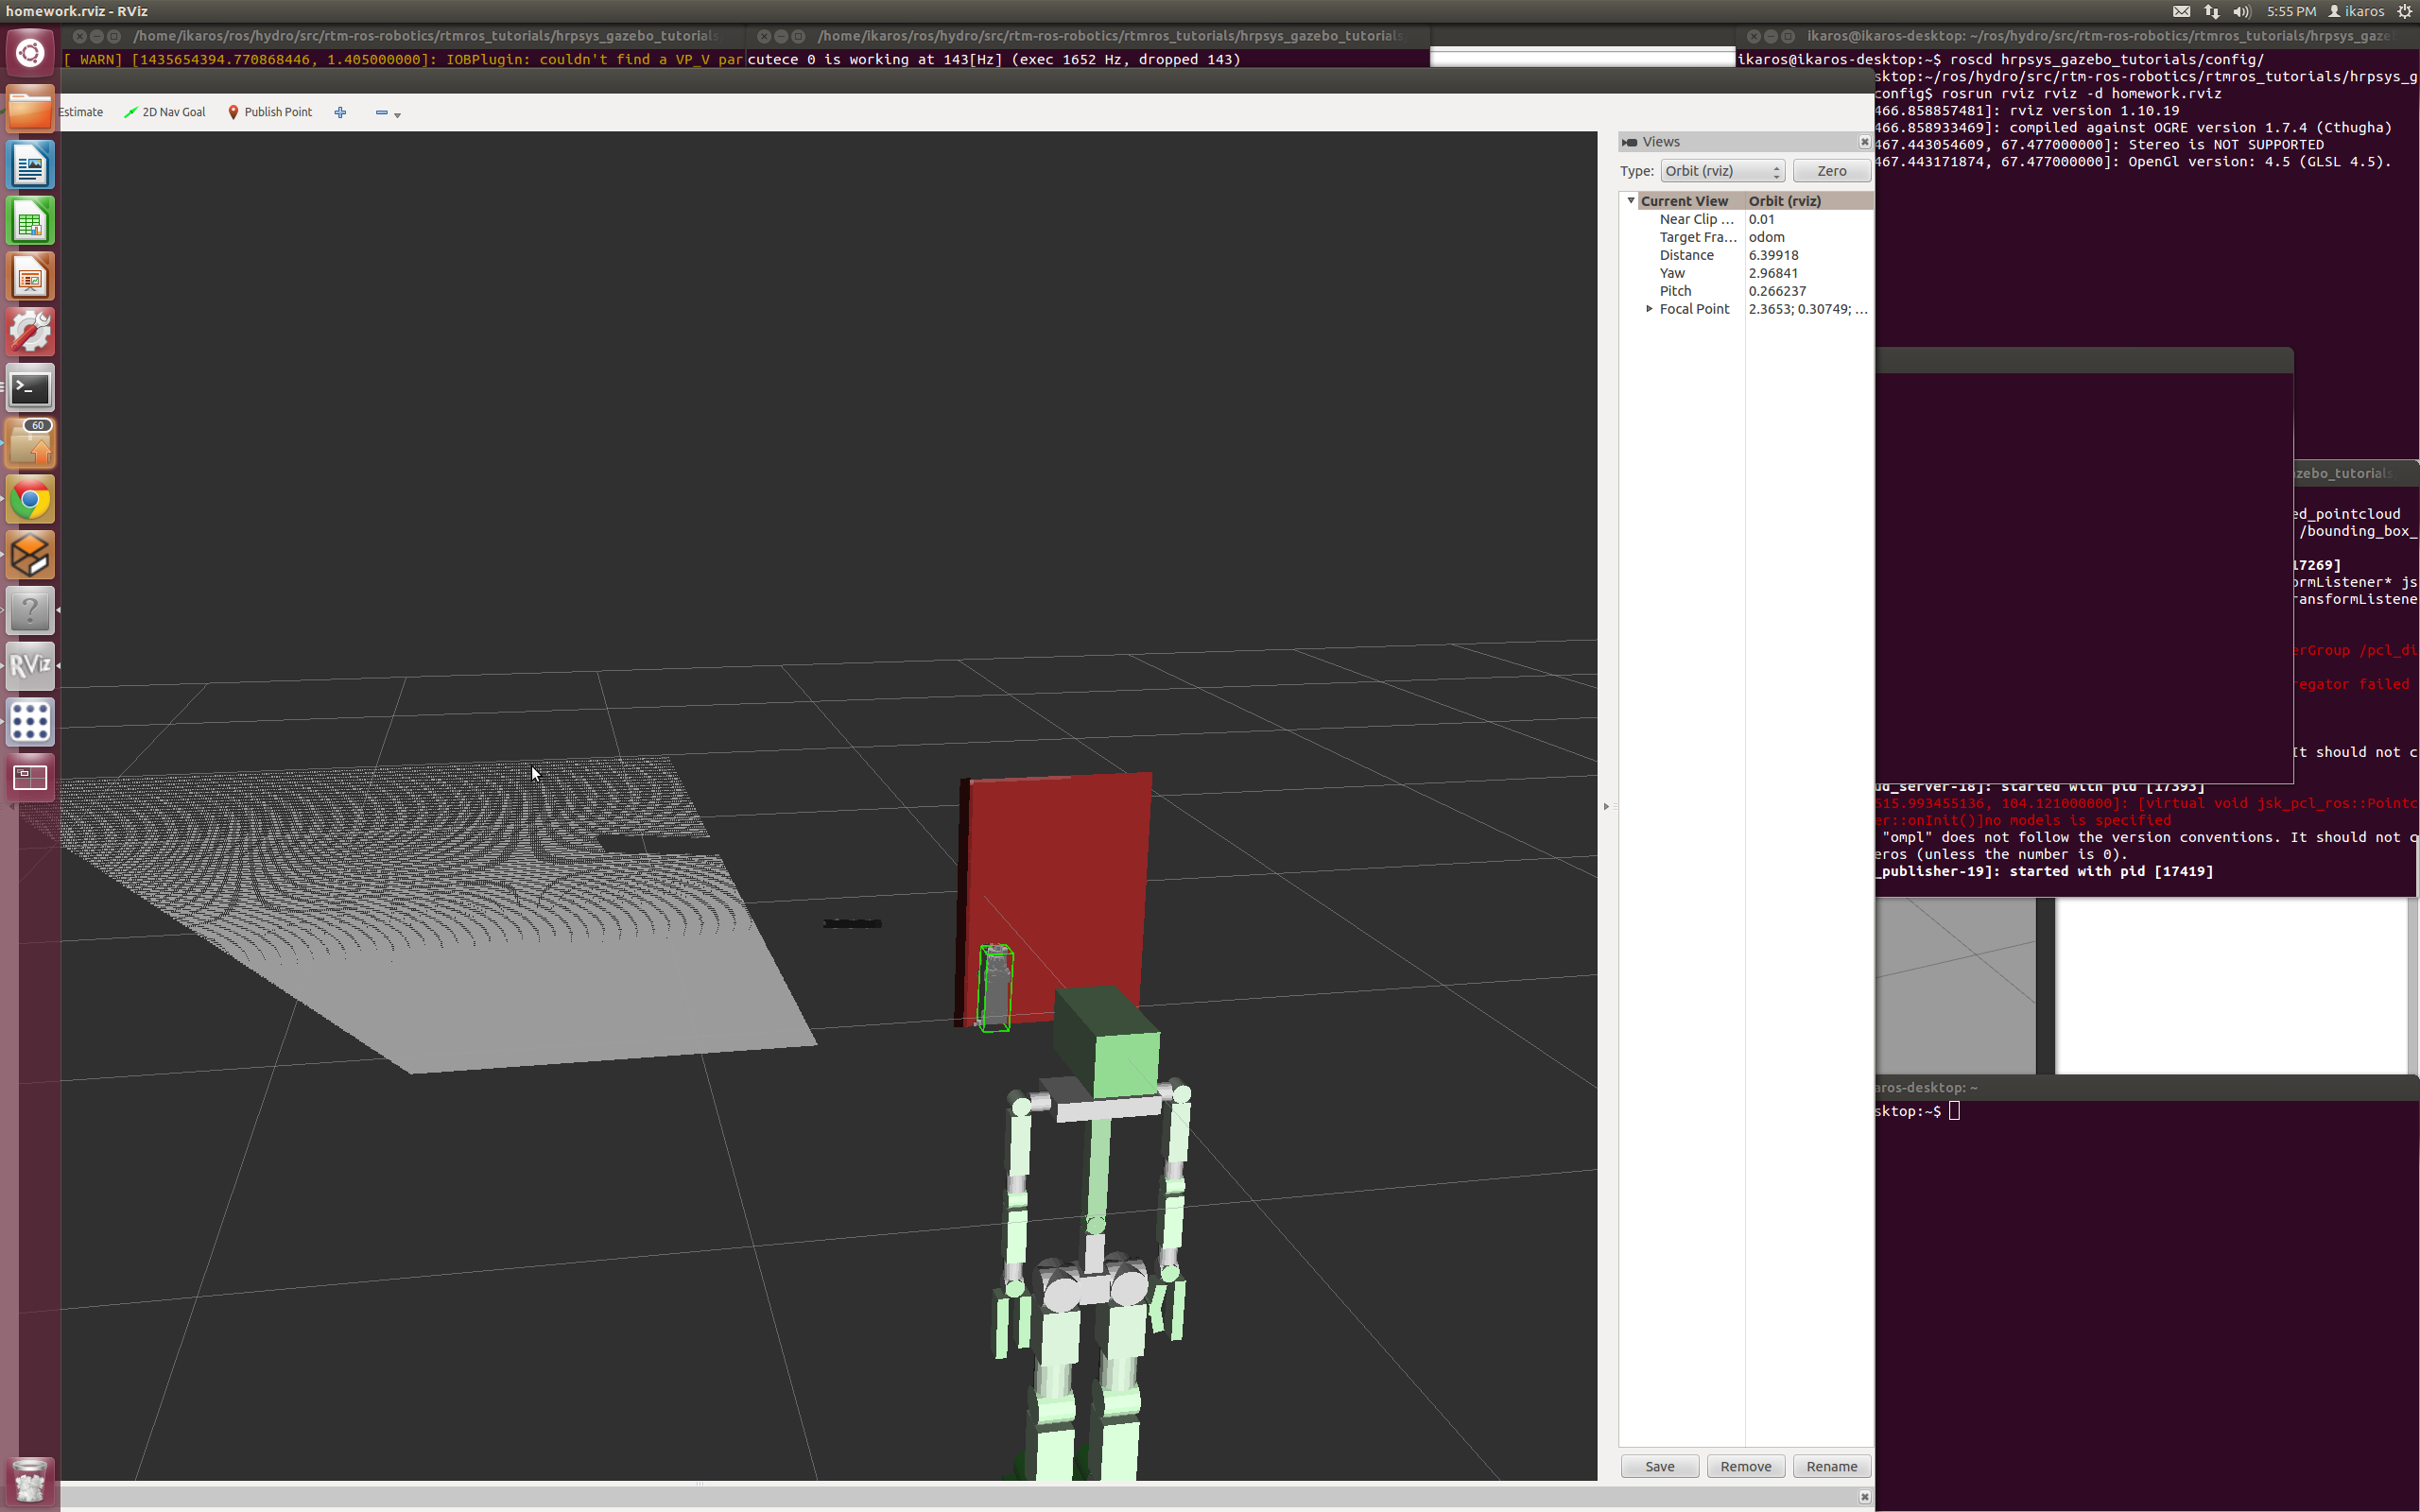 homework.rviz - RViz
5:55 PM ikaros
/home/ikaros/ros/hydro/src/rtm-ros-robotics/rtmros_tutorials/hrpsys_gazebo_tutorials
/home/ikaros/ros/hydro/src/rtm-ros-robotics/rtmros_tutorials/hrpsys_gazebo_tutorials
ikaros@ikaros-desktop: ~/ros/hydro/src/rtm-ros-robotics/rtmros_tutorials/hrpsys_gaze
[ WARN] [1435654394.770868446, 1.405000000]: IOBPlugin: couldn't find a VP_V par
cutece 0 is working at 143[Hz] (exec 1652 Hz, dropped 143)
ikaros@ikaros-desktop:~$ roscd hrpsys_gazebo_tutorials/config/
sktop:~/ros/hydro/src/rtm-ros-robotics/rtmros_tutorials/hrpsys_g
config$ rosrun rviz rviz -d homework.rviz
466.858857481]: rviz version 1.10.19
466.858933469]: compiled against OGRE version 1.7.4 (Cthugha)
467.443054609, 67.477000000]: Stereo is NOT SUPPORTED
467.443171874, 67.477000000]: OpenGl version: 4.5 (GLSL 4.5).
Estimate
2D Nav Goal
Publish Point
Views
Type: Orbit (rviz) Zero
Current View Orbit (rviz)
Near Clip ... 0.01
Target Fra... odom
Distance 6.39918
Yaw 2.96841
Pitch 0.266237
Focal Point 2.3653; 0.30749; ...
60
RViz
azebo_tutorials
ed_pointcloud
/bounding_box_
17269]
ormListener* js
ransformListene
erGroup /pcl_di
regator failed
It should not c
ud_server-18]: started with pid [17393]
515.993455136, 104.121000000]: [virtual void jsk_pcl_ros::Pointc
er::onInit()]no models is specified
"ompl" does not follow the version conventions. It should not c
eros (unless the number is 0).
_publisher-19]: started with pid [17419]
aros-desktop: ~
sktop:~$
Save Remove Rename